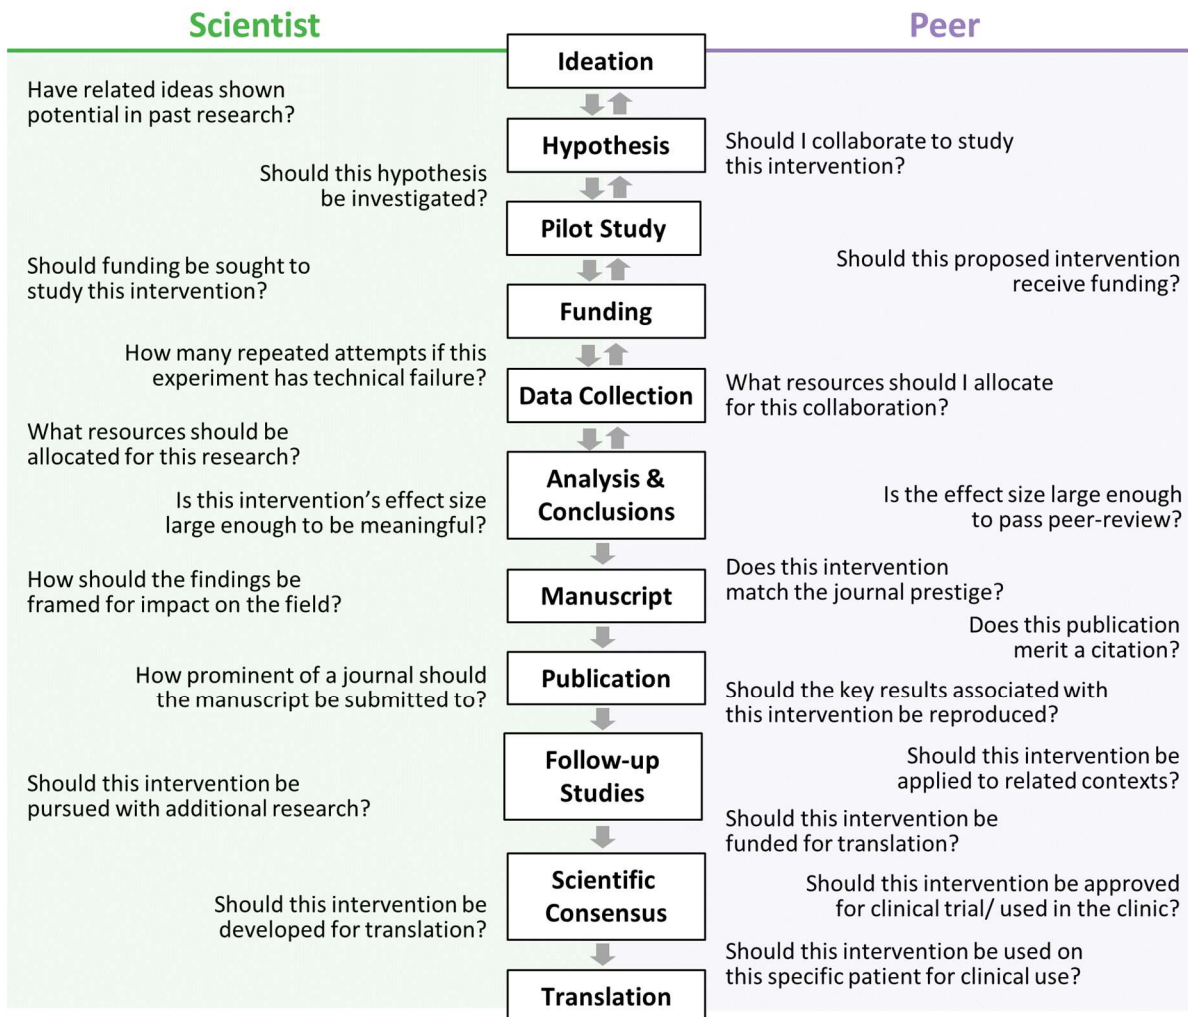 Scientist
Peer
Ideation
Have related ideas shown
potential in past research?
Hypothesis
Should I collaborate to study
this intervention?
Should this hypothesis
be investigated?
Pilot Study
Should funding be sought to
study this intervention?
Should this proposed intervention
receive funding?
Funding
How many repeated attempts if this
experiment has technical failure?
Data Collection
What resources should I allocate
for this collaboration?
What resources should be
allocated for this research?
Analysis &
Conclusions
Is this intervention's effect size
large enough to be meaningful?
Is the effect size large enough
to pass peer-review?
How should the findings be
framed for impact on the field?
Manuscript
Does this intervention
match the journal prestige?
Does this publication
merit a citation?
How prominent of a journal should
the manuscript be submitted to?
Publication
Should the key results associated with
this intervention be reproduced?
Follow-up
Studies
Should this intervention be
applied to related contexts?
Should this intervention be
pursued with additional research?
Should this intervention be
funded for translation?
Scientific
Consensus
Should this intervention be approved
for clinical trial/ used in the clinic?
Should this intervention be
developed for translation?
Should this intervention be used on
this specific patient for clinical use?
Translation